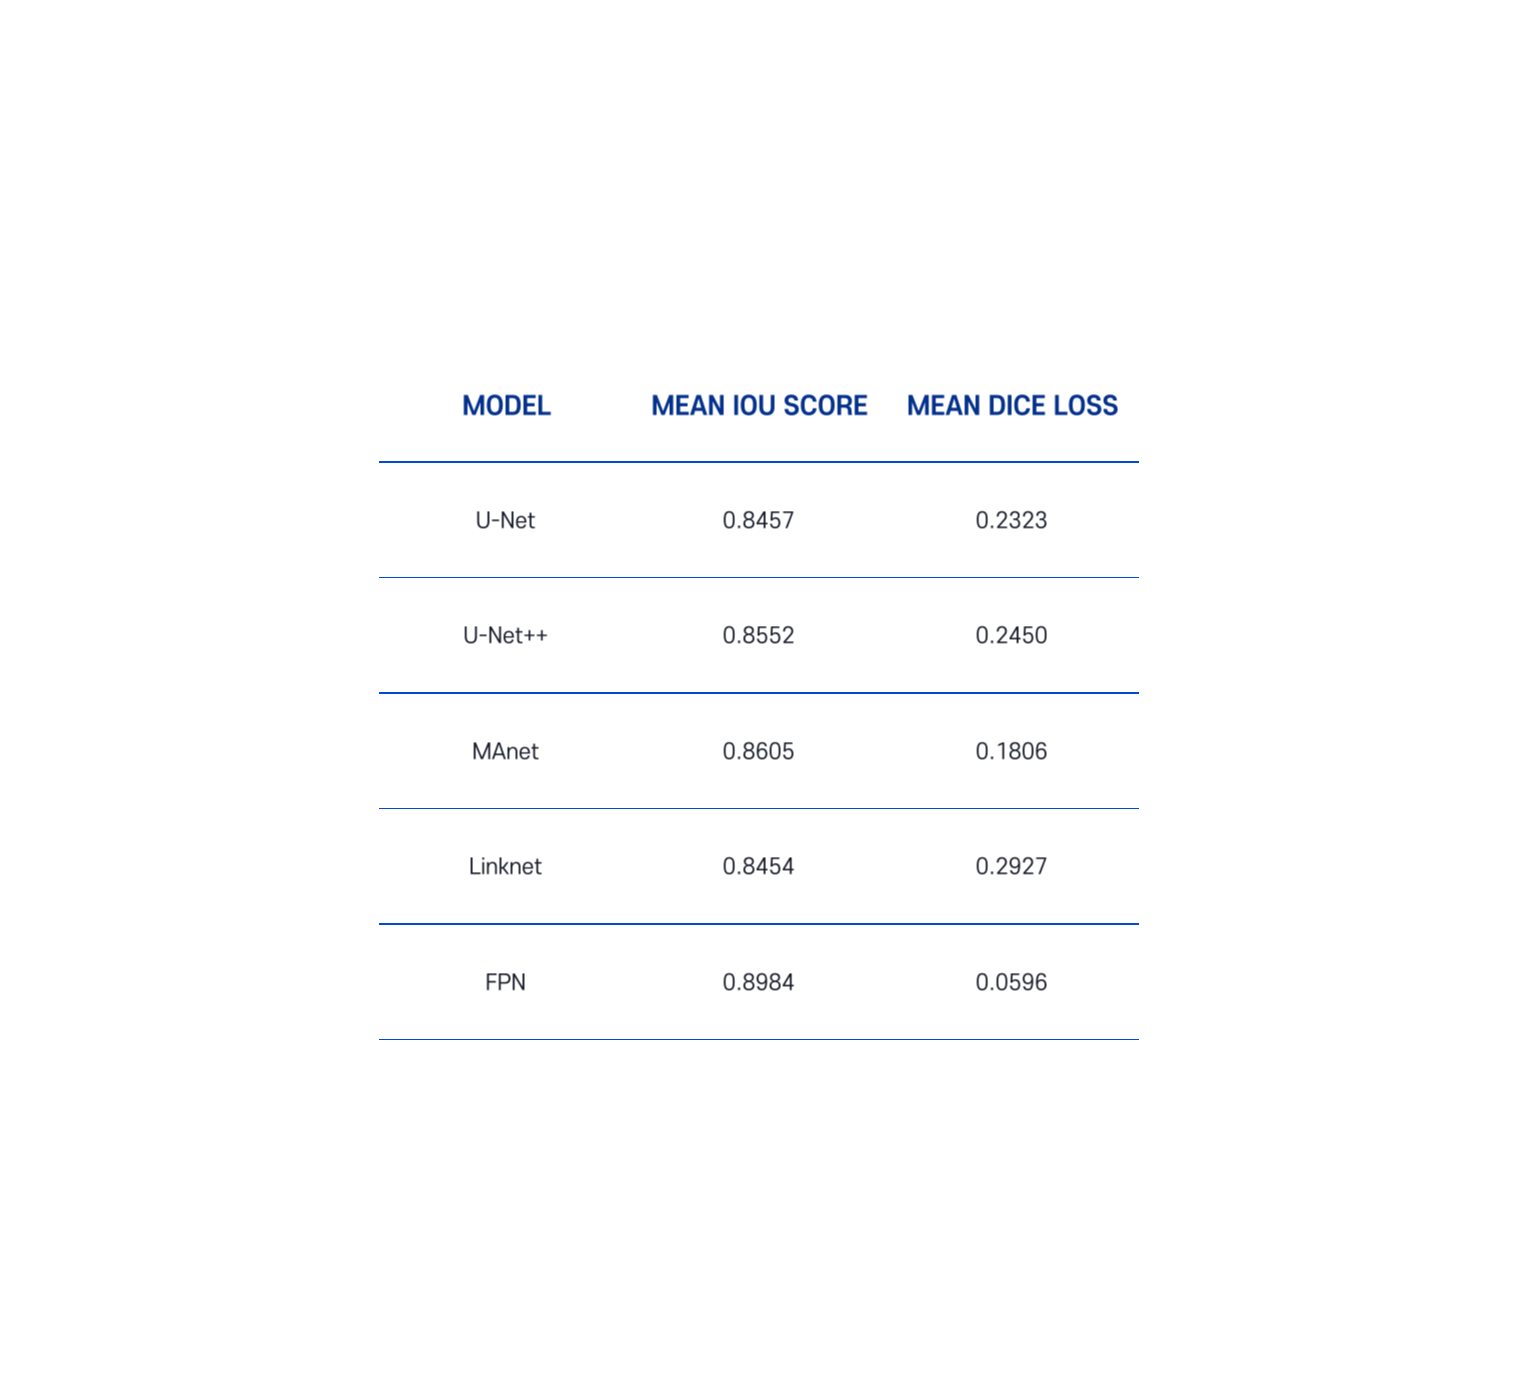 MODEL MEAN IOU SCORE MEAN DICE LOSS
U-Net 0.8457 0.2323
U-Net++ 0.8552 0.2450
MAnet 0.8605 0.1806
Linknet 0.8454 0.2927
FPN 0.8984 0.0596